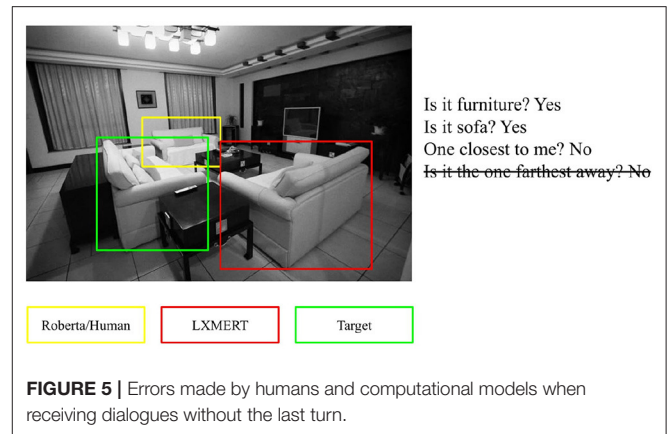 Is it furniture? Yes
Is it sofa? Yes
One closest to me? No
Is it the one farthest away? No
Roberta/Human
LXMERT
Target
FIGURE 5 | Errors made by humans and computational models when
receiving dialogues without the last turn.